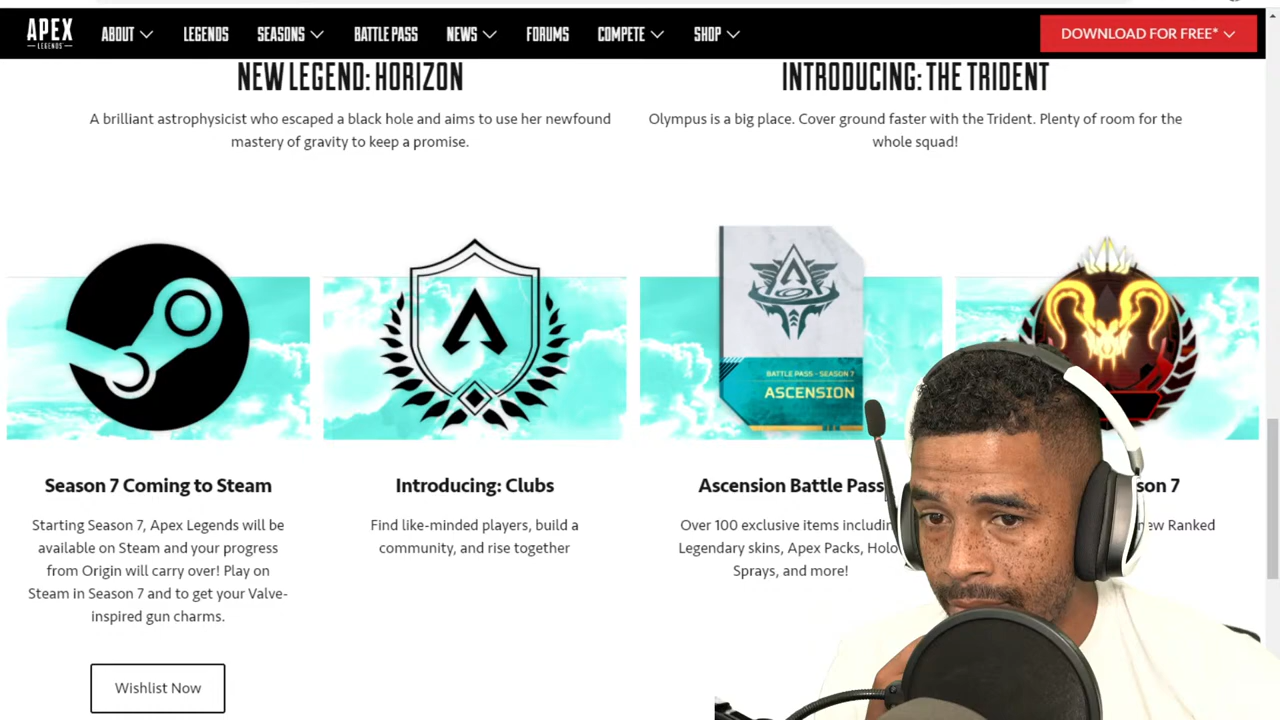 APEX
LEGENDS
ABOUT
LEGENDS
SEASONS
BATTLE PASS
NEWS
FORUMS
COMPETE
SHOP
DOWNLOAD FOR FREE*
NEW LEGEND: HORIZON
A brilliant astrophysicist who escaped a black hole and aims to use her newfound
mastery of gravity to keep a promise.
INTRODUCING: THE TRIDENT
Olympus is a big place. Cover ground faster with the Trident. Plenty of room for the
whole squad!
BATTLE PASS - SEASON 7
ASCENSION
Season 7 Coming to Steam
Starting Season 7, Apex Legends will be
available on Steam and your progress
from Origin will carry over! Play on
Steam in Season 7 and to get your Valve-
inspired gun charms.
Wishlist Now
Introducing: Clubs
Find like-minded players, build a
community, and rise together
Ascension Battle Pass
Over 100 exclusive items
Legendary skins, Apex Packs,
Sprays, and more!
7
Ranked